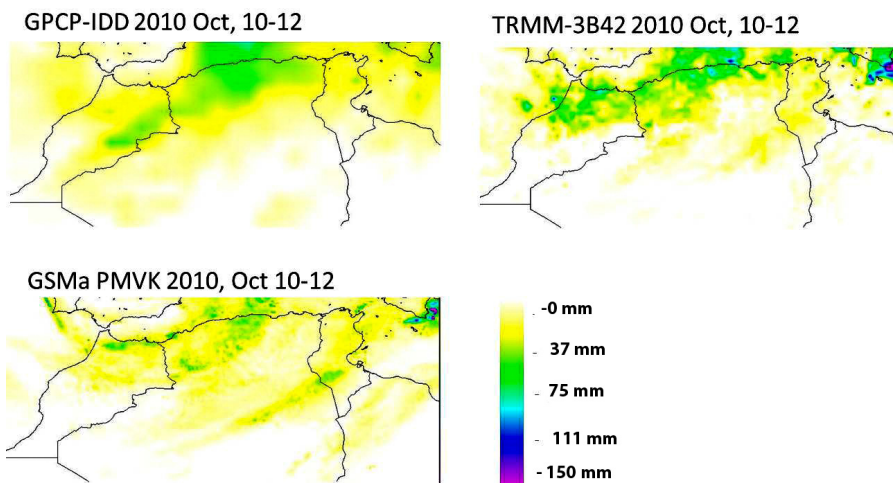 GPCP-IDD 2010 Oct, 10-12
TRMM-3B42 2010 Oct, 10-12
GSMa PMVK 2010, Oct 10-12
-0 mm
- 37 mm
- 75 mm
- 111 mm
- 150 mm